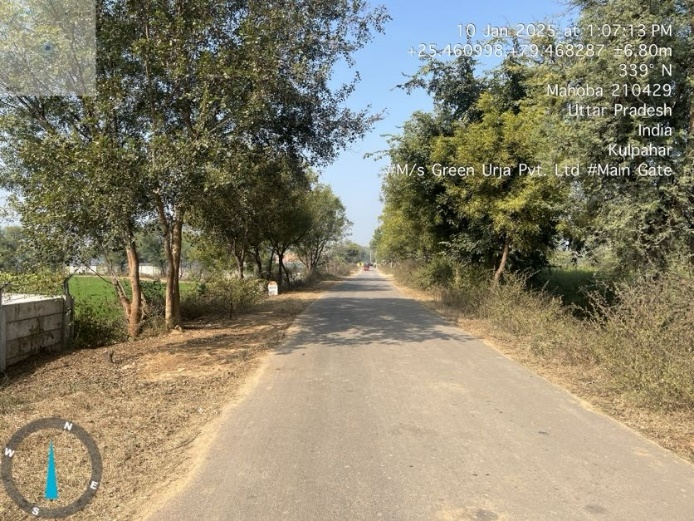 10 Jan 2025 at 1:07:13 PM
+25.460998,+79.468287 ±6.80m
339° N
Mahoba 210429
Uttar Pradesh
India
Kulpahar
#M/s Green Urja Pvt. Ltd #Main Gate
N
W
E
S